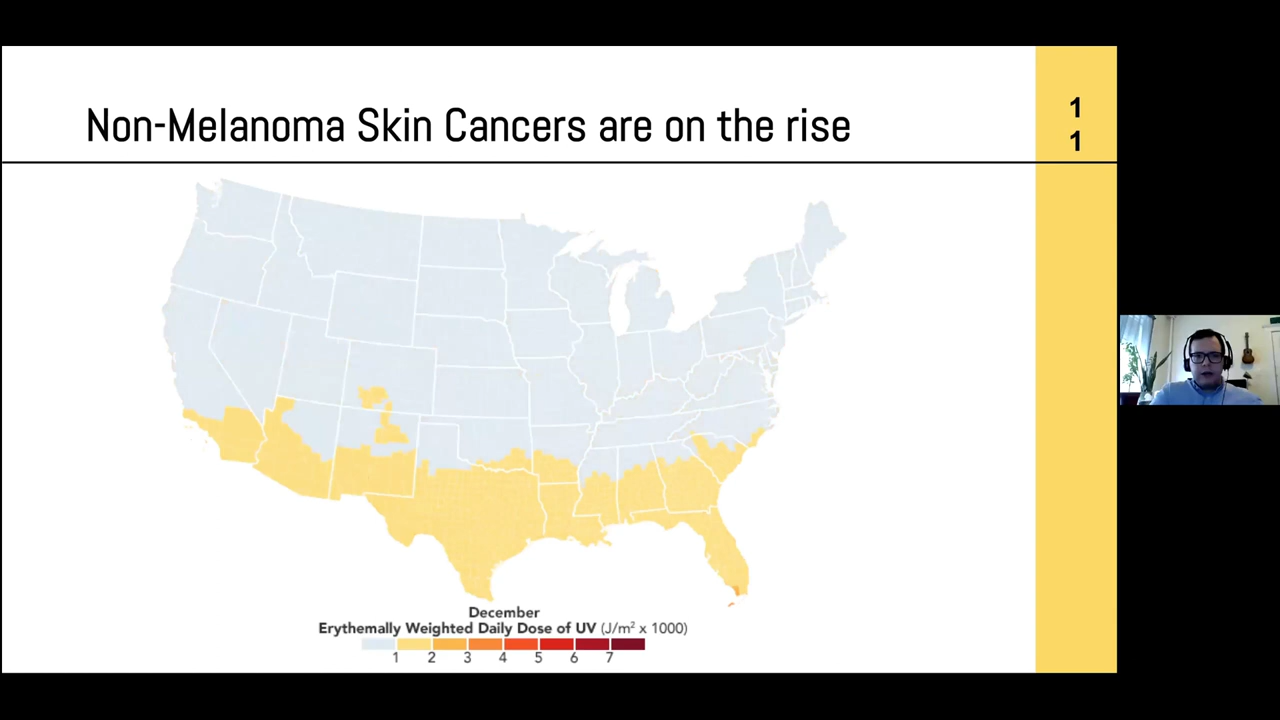 Non-Melanoma Skin Cancers are on the rise
1
1
December
Erythemally Weighted Daily Dose of UV (J/m² x 1000)
1 2 3 4 5 6 7